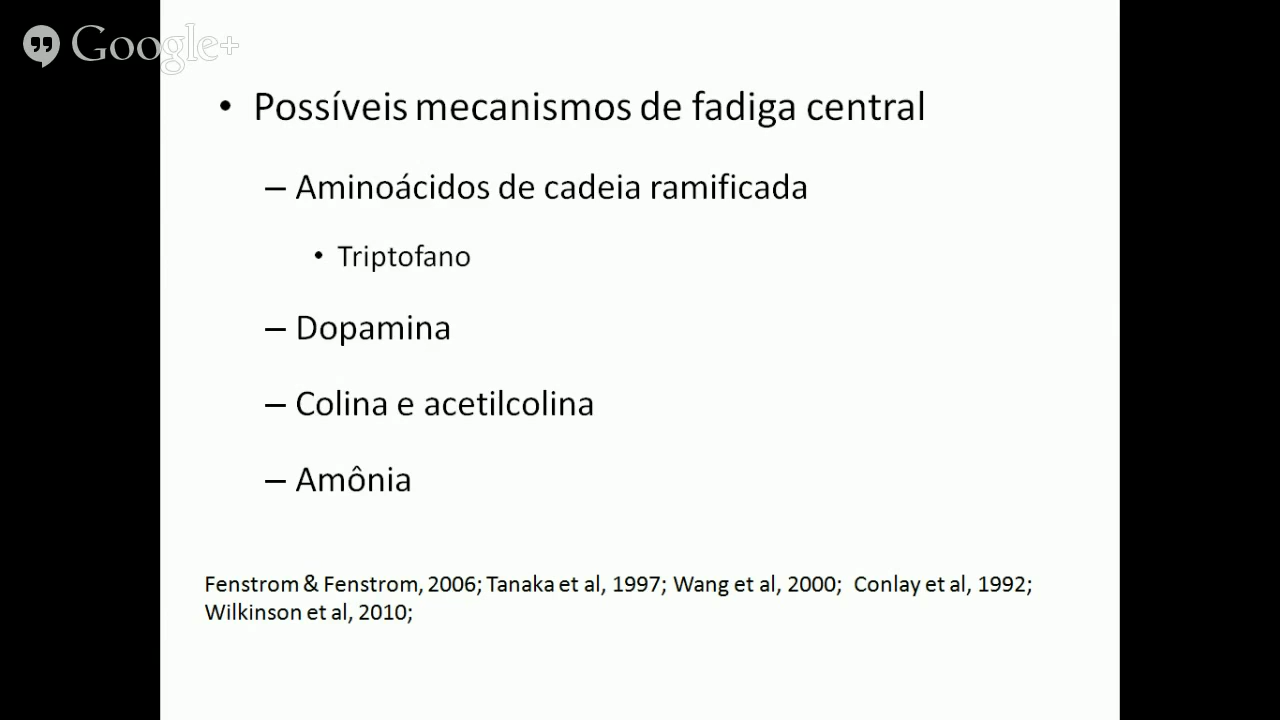 Google+
• Possíveis mecanismos de fadiga central
– Aminoácidos de cadeia ramificada
• Triptofano
– Dopamina
– Colina e acetilcolina
– Amônia
Fenstrom & Fenstrom, 2006; Tanaka et al, 1997; Wang et al, 2000; Conlay et al, 1992;
Wilkinson et al, 2010;